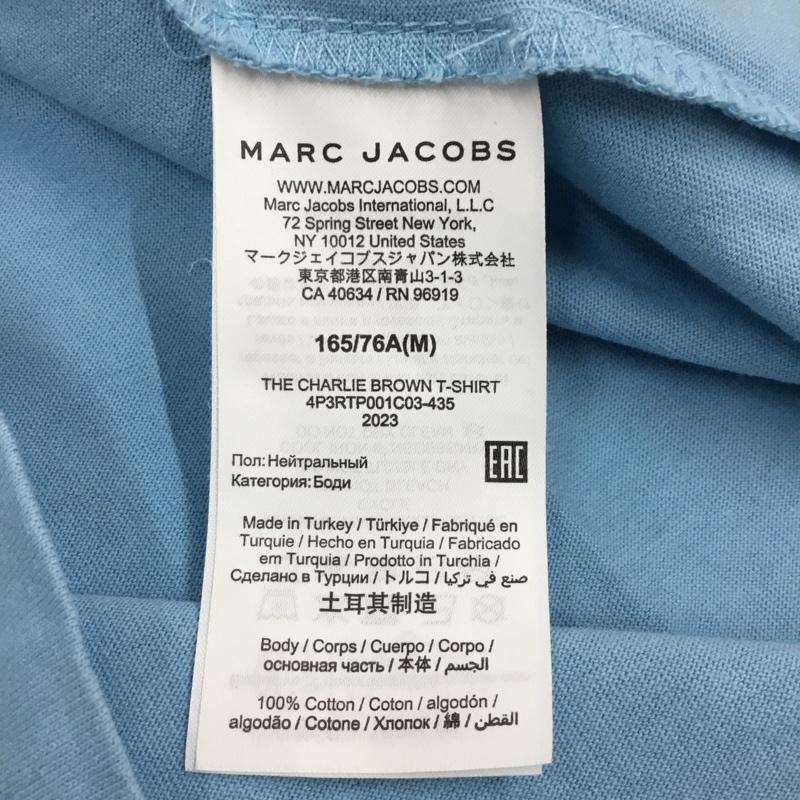 MARC JACOBS
WWW.MARCJACOBS.COM
Marc Jacobs International, L.L.C
72 Spring Street New York,
NY 10012 United States
マークジェイコブスジャパン株式会社
東京都港区南青山3-1-3
CA 40634 / RN 96919
165/76A(M)
THE CHARLIE BROWN T-SHIRT
4P3RTP001C03-435
2023
Пол: Нейтральный
Категория: Боди
EAC
Made in Turkey / Türkiye / Fabriqué en
Turquie / Hecho en Turquia / Fabricado
em Turquia / Prodotto in Turchia /
Сделано в Турции / トルコ / صنع في تركيا
土耳其制造
Body / Corps / Cuerpo / Corpo /
основная часть / 本体 / الجسم
100% Cotton / Coton / algodón /
algodão / Cotone / Хлопок / 綿 / القطن